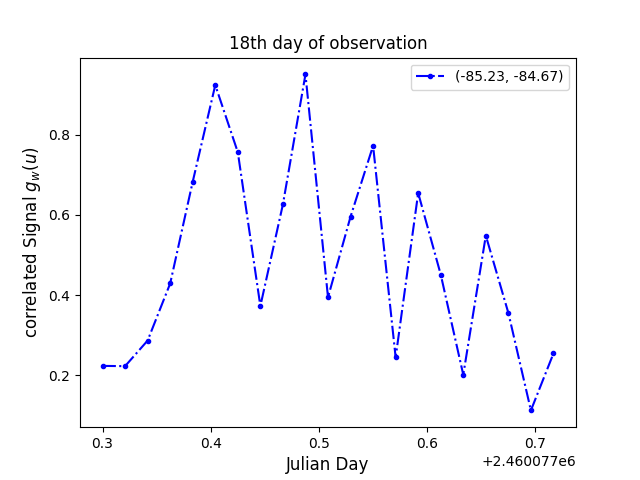 18th day of observation
(-85.23, -84.67)
correlated Signal g_w(u)
0.8
0.6
0.4
0.2
0.3 0.4 0.5 0.6 0.7
Julian Day
+2.460077e6